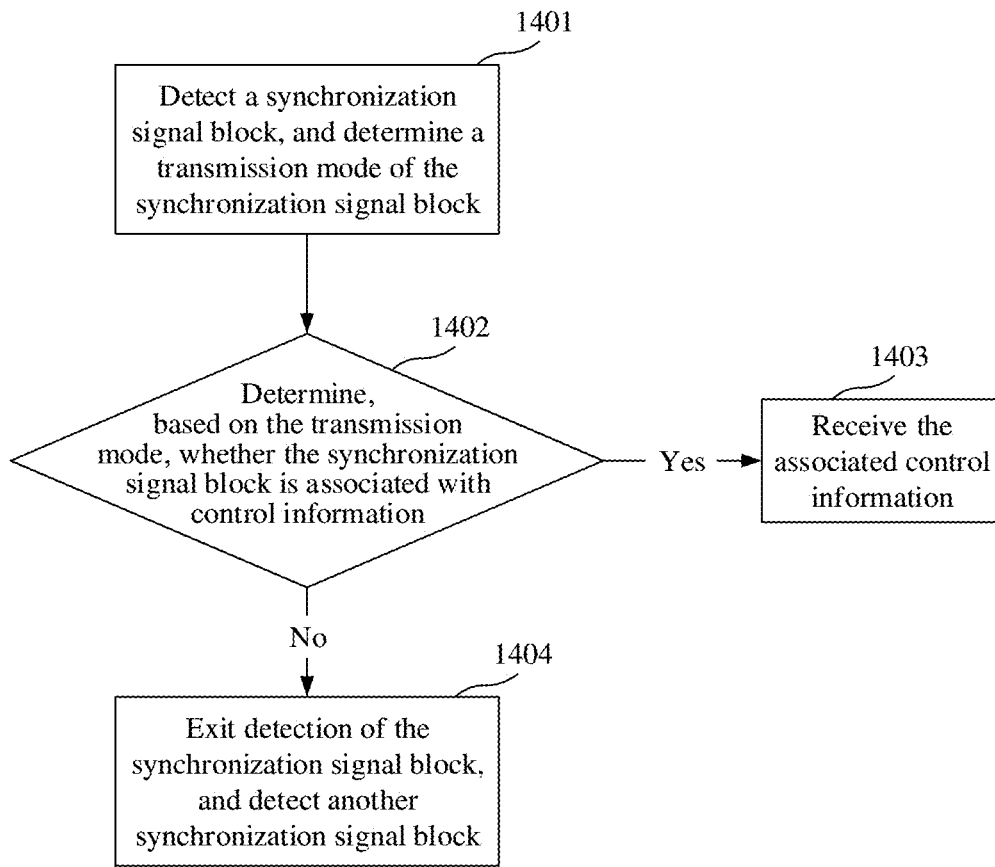 1401
Detect a synchronization
signal block, and determine a
transmission mode of the
synchronization signal block
1402
Determine,
based on the transmission
mode, whether the synchronization
signal block is associated with
control information
Yes
1403
Receive the
associated control
information
No
1404
Exit detection of the
synchronization signal block,
and detect another
synchronization signal block